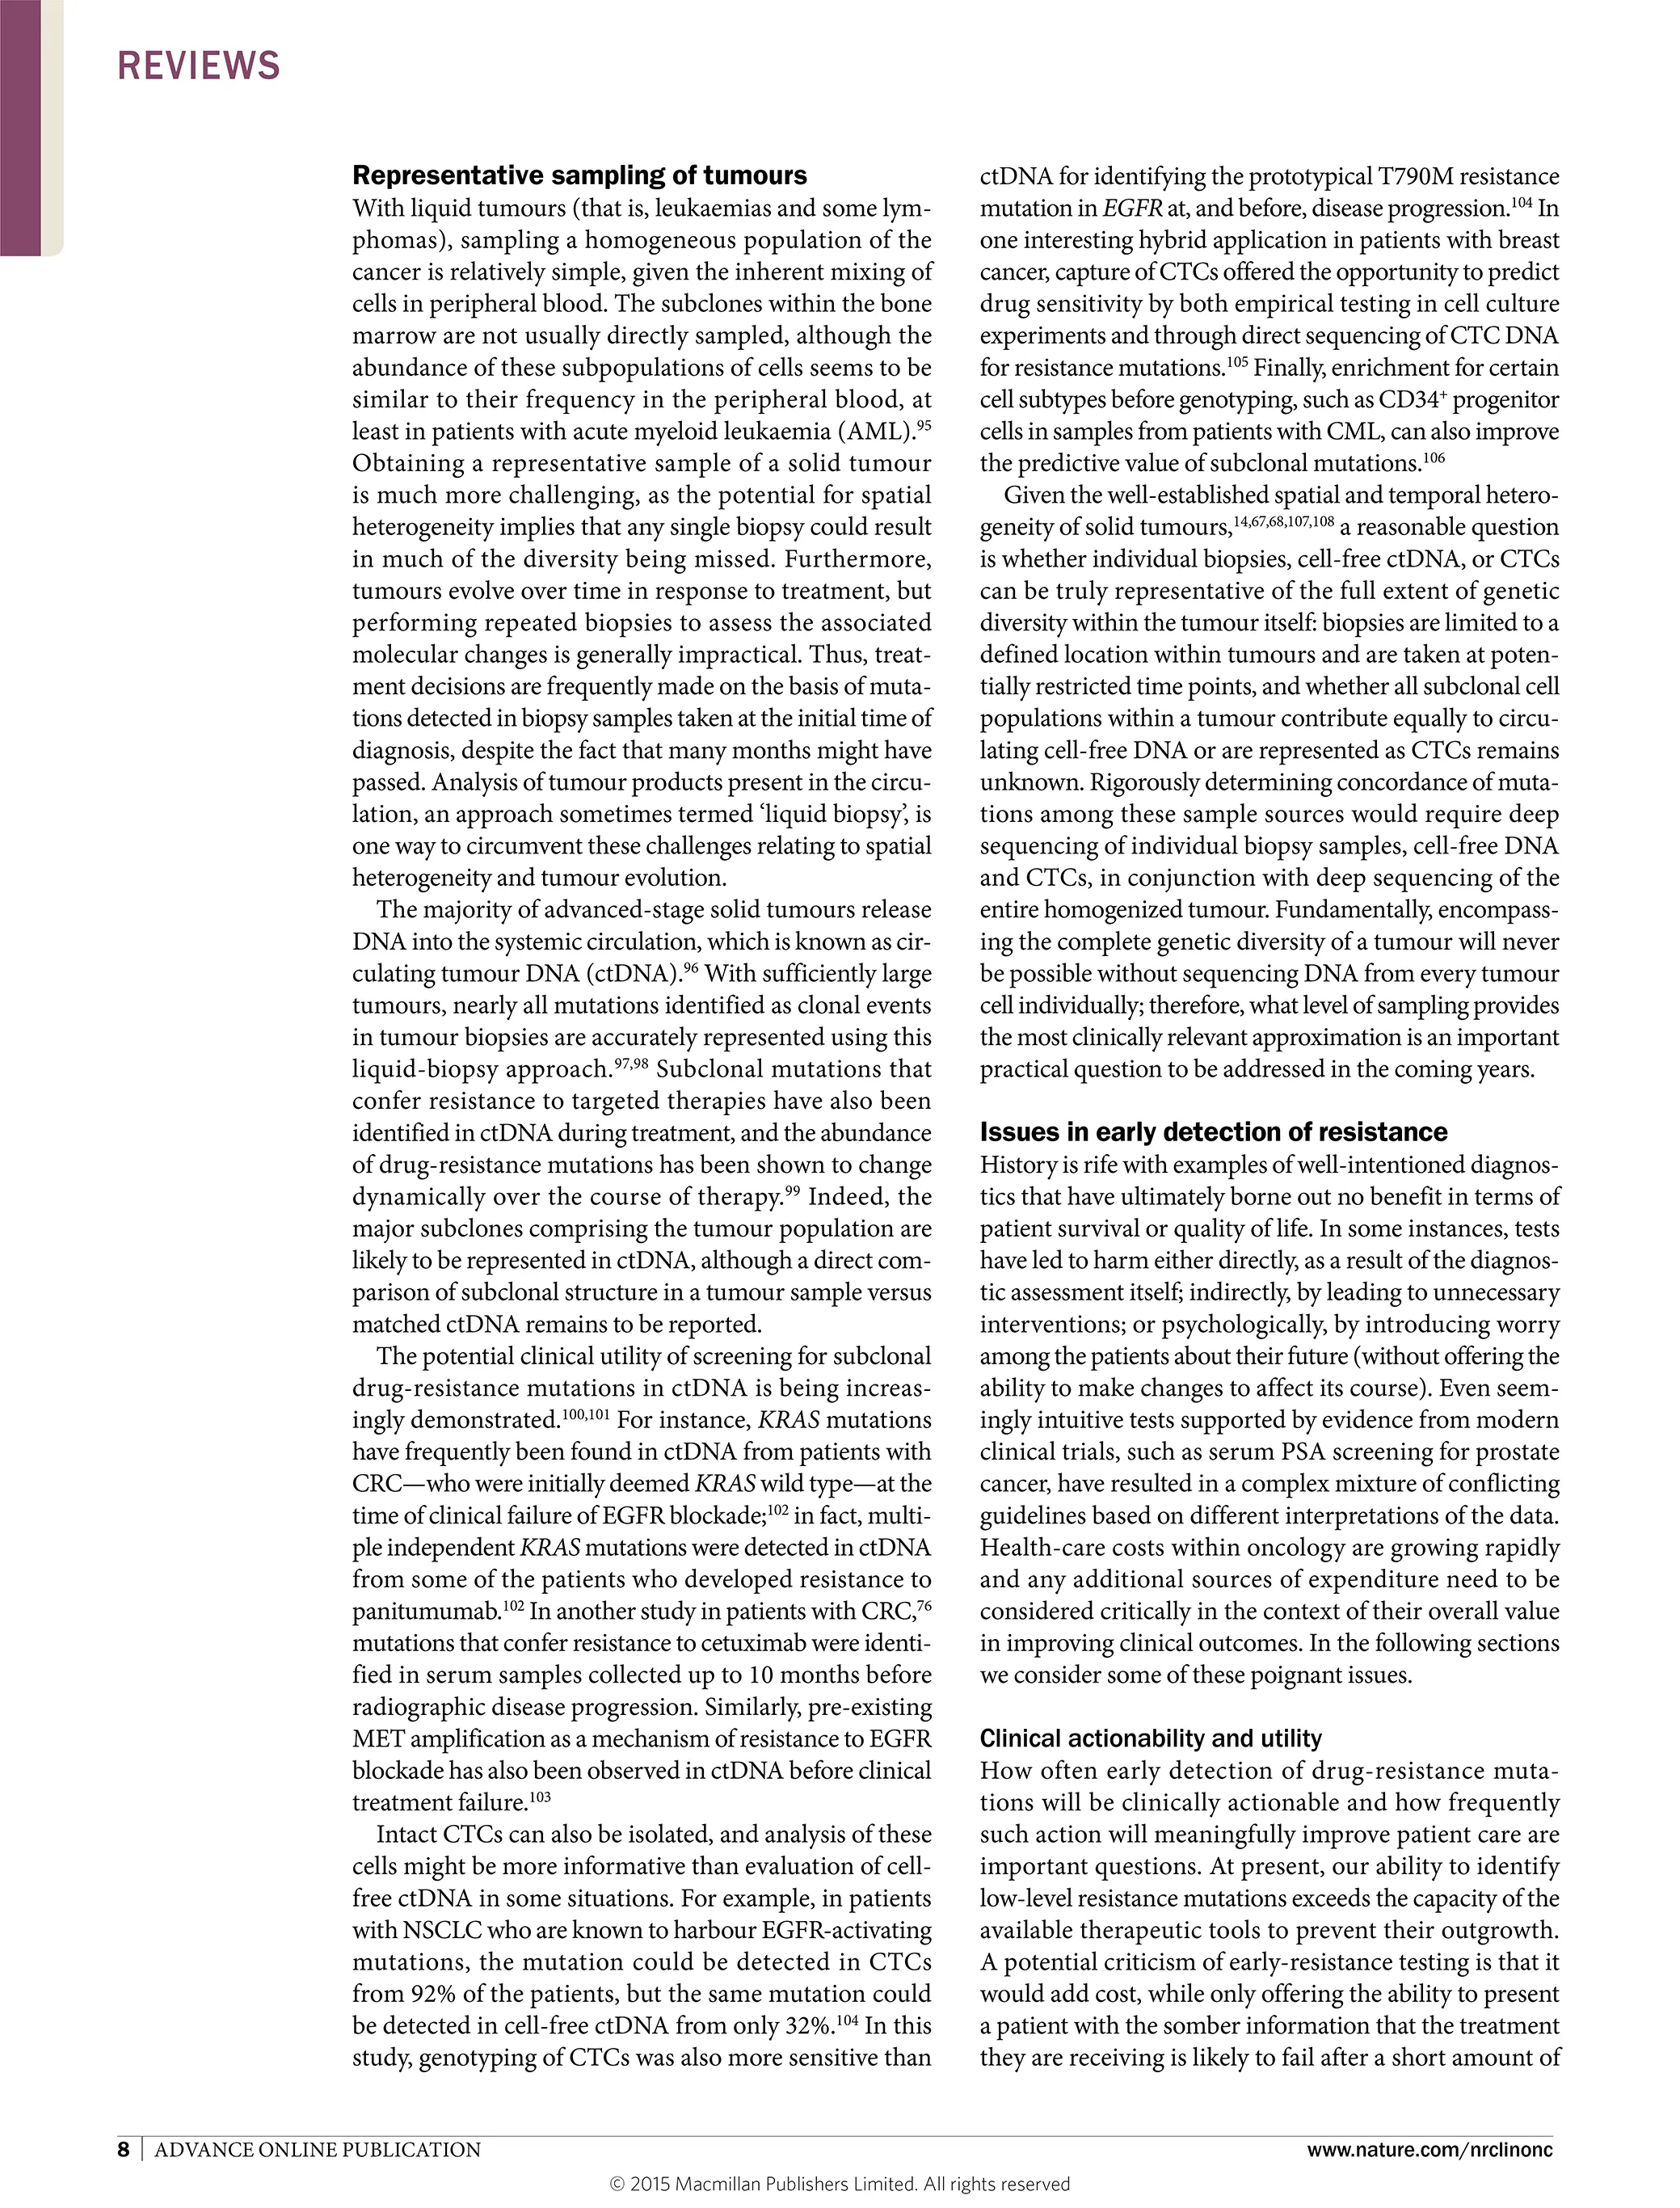 REVIEWS
Representative sampling of tumours
With liquid tumours (that is, leukaemias and some lym-
phomas), sampling a homogeneous population of the
cancer is relatively simple, given the inherent mixing of
cells in peripheral blood. The subclones within the bone
marrow are not usually directly sampled, although the
abundance of these subpopulations of cells seems to be
similar to their frequency in the peripheral blood, at
least in patients with acute myeloid leukaemia (AML).95
Obtaining a representative sample of a solid tumour
is much more challenging, as the potential for spatial
heterogeneity implies that any single biopsy could result
in much of the diversity being missed. Furthermore,
tumours evolve over time in response to treatment, but
performing repeated biopsies to assess the associated
molecular changes is generally impractical. Thus, treat-
ment decisions are frequently made on the basis of muta-
tions detected in biopsy samples taken at the initial time of
diagnosis, despite the fact that many months might have
passed. Analysis of tumour products present in the circu-
lation, an approach sometimes termed ‘liquid biopsy’, is
one way to circumvent these challenges relating to spatial
heterogeneity and tumour evolution.
The majority of advanced-stage solid tumours release
DNA into the systemic circulation, which is known as cir-
culating tumour DNA (ctDNA).96 With sufficiently large
tumours, nearly all mutations identified as clonal events
in tumour biopsies are accurately represented using this
liquid-biopsy approach.97,98 Subclonal mutations that
confer resistance to targeted therapies have also been
identified in ctDNA during treatment, and the abundance
of drug-resistance mutations has been shown to change
dynamically over the course of therapy.99 Indeed, the
major subclones comprising the tumour population are
likely to be represented in ctDNA, although a direct com-
parison of subclonal structure in a tumour sample versus
matched ctDNA remains to be reported.
The potential clinical utility of screening for subclonal
drug-resistance mutations in ctDNA is being increas-
ingly demonstrated.100,101 For instance, KRAS mutations
have frequently been found in ctDNA from patients with
CRC—who were initially deemed KRAS wild type—at the
time of clinical failure of EGFR blockade;102 in fact, multi-
ple independent KRAS mutations were detected in ctDNA
from some of the patients who developed resistance to
panitumumab.102 In another study in patients with CRC,76
mutations that confer resistance to cetuximab were identi-
fied in serum samples collected up to 10 months before
radiographic disease progression. Similarly, pre-existing
MET amplification as a mechanism of resistance to EGFR
blockade has also been observed in ctDNA before clinical
treatment failure.103
Intact CTCs can also be isolated, and analysis of these
cells might be more informative than evaluation of cell-
free ctDNA in some situations. For example, in patients
with NSCLC who are known to harbour EGFR-activating
mutations, the mutation could be detected in CTCs
from 92% of the patients, but the same mutation could
be detected in cell-free ctDNA from only 32%.104 In this
study, genotyping of CTCs was also more sensitive than
ctDNA for identifying the prototypical T790M resistance
mutation in EGFR at, and before, disease progression.104 In
one interesting hybrid application in patients with breast
cancer, capture of CTCs offered the opportunity to predict
drug sensitivity by both empirical testing in cell culture
experiments and through direct sequencing of CTC DNA
for resistance mutations.105 Finally, enrichment for certain
cell subtypes before genotyping, such as CD34+ progenitor
cells in samples from patients with CML, can also improve
the predictive value of subclonal mutations.106
Given the well-established spatial and temporal hetero-
geneity of solid tumours,14,67,68,107,108 a reasonable question
is whether individual biopsies, cell-free ctDNA, or CTCs
can be truly representative of the full extent of genetic
diversity within the tumour itself: biopsies are limited to a
defined location within tumours and are taken at poten-
tially restricted time points, and whether all subclonal cell
populations within a tumour contribute equally to circu-
lating cell-free DNA or are represented as CTCs remains
unknown. Rigorously determining concordance of muta-
tions among these sample sources would require deep
sequencing of individual biopsy samples, cell-free DNA
and CTCs, in conjunction with deep sequencing of the
entire homogenized tumour. Fundamentally, encompass-
ing the complete genetic diversity of a tumour will never
be possible without sequencing DNA from every tumour
cell individually; therefore, what level of sampling provides
the most clinically relevant approximation is an important
practical question to be addressed in the coming years.
Issues in early detection of resistance
History is rife with examples of well-intentioned diagnos-
tics that have ultimately borne out no benefit in terms of
patient survival or quality of life. In some instances, tests
have led to harm either directly, as a result of the diagnos-
tic assessment itself; indirectly, by leading to unnecessary
interventions; or psychologically, by introducing worry
among the patients about their future (without offering the
ability to make changes to affect its course). Even seem-
ingly intuitive tests supported by evidence from modern
clinical trials, such as serum PSA screening for prostate
cancer, have resulted in a complex mixture of conflicting
guidelines based on different interpretations of the data.
Health-care costs within oncology are growing rapidly
and any additional sources of expenditure need to be
considered critically in the context of their overall value
in improving clinical outcomes. In the following sections
we consider some of these poignant issues.
Clinical actionability and utility
How often early detection of drug-resistance muta-
tions will be clinically actionable and how frequently
such action will meaningfully improve patient care are
important questions. At present, our ability to identify
low-level resistance mutations exceeds the capacity of the
available therapeutic tools to prevent their outgrowth.
A potential criticism of early-resistance testing is that it
would add cost, while only offering the ability to present
a patient with the somber information that the treatment
they are receiving is likely to fail after a short amount of
8 | ADVANCE ONLINE PUBLICATION
www.nature.com/nrclinonc
© 2015 Macmillan Publishers Limited. All rights reserved